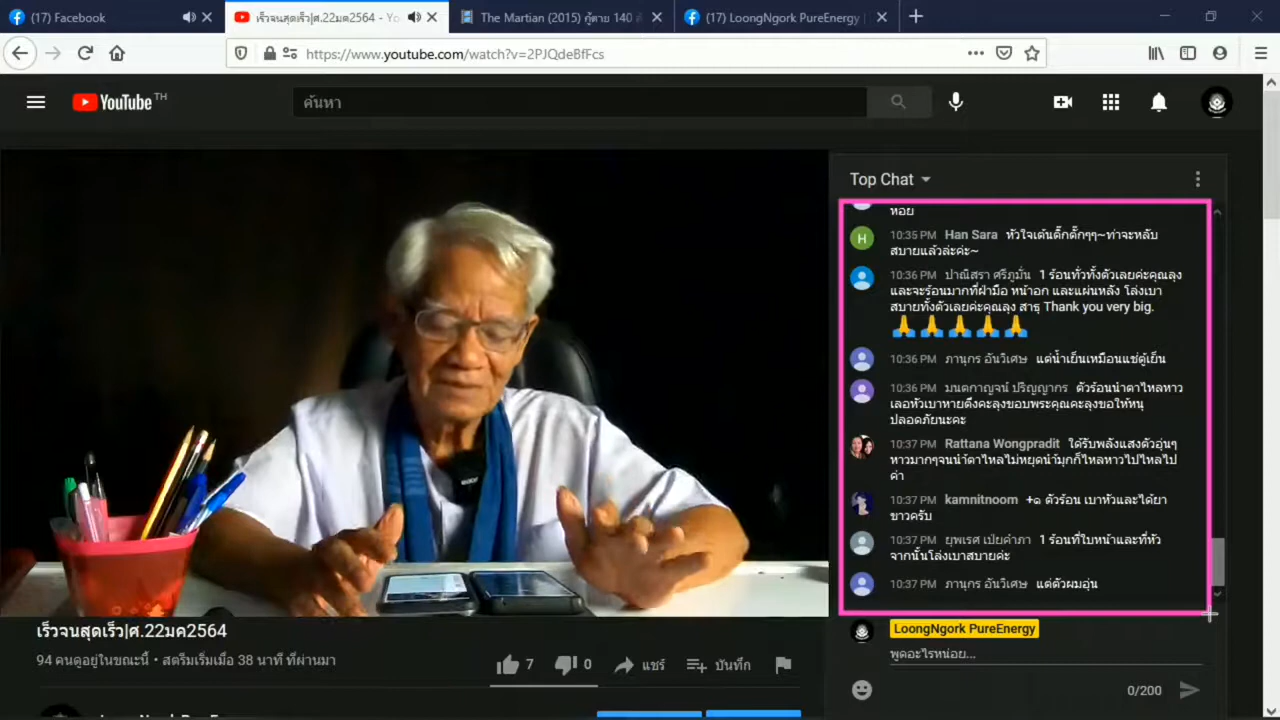 (17) Facebook
เร็วจนสุดเร็ว|ศ.22มค2564 - Yo
The Martian (2015) กู้ตาย 140 ล้
(17) LoongNgork PureEnergy |
https://www.youtube.com/watch?v=2PJQdeBfFcs
YouTube TH
ค้นหา
Top Chat
หอย
H
10:35 PM Han Sara หัวใจเต้นตั๊กตั๊กๆๆ~ท่าจะหลับ
สบายแล้วล่ะค่ะ~
10:36 PM ปาณิสรา ศรีภูมั่น 1 ร้อนทั่วทั้งตัวเลยค่ะคุณลุง
และจะร้อนมากที่ฝ่ามือ หน้าอก และแผ่นหลัง โล่งเบา
สบายทั้งตัวเลยค่ะคุณลุง สาธุ Thank you very big.
🙏🙏🙏🙏🙏
10:36 PM ภานุกร อันวิเศษ แต่น้ำเย็นเหมือนแช่ตู้เย็น
10:36 PM มนตกาญจน์ ปริญญากร ตัวร้อนนำตาไหลหาว
เลอหัวเบาหายตึงคะลุงขอบพระคุณคะลุงขอให้หนุ
ปลอดภัยนะคะ
10:37 PM Rattana Wongpradit ใด้รับพลังแสงตัวอุ่นๆ
หาวมากๆจนนำ้ตาไหลไม่หยุดนำ้มุกก็ไหลหาวไปไหลไป
ค่า
10:37 PM kamnitnoom +๑ ตัวร้อน เบาหัวและได้ยา
ขาวครับ
10:37 PM ยุพเรศ เปียคำภา 1 ร้อนที่ใบหน้าและที่หัว
จากนั้นโล่งเบาสบายค่ะ
10:37 PM ภานุกร อันวิเศษ แต่ตัวผมอุ่น
LoongNgork PureEnergy
พูดอะไรหน่อย...
0/200
เร็วจนสุดเร็ว|ศ.22มค2564
94 คนดูอยู่ในขณะนี้ • สตรีมเริ่มเมื่อ 38 นาที ที่ผ่านมา
7
0
แชร์
บันทึก